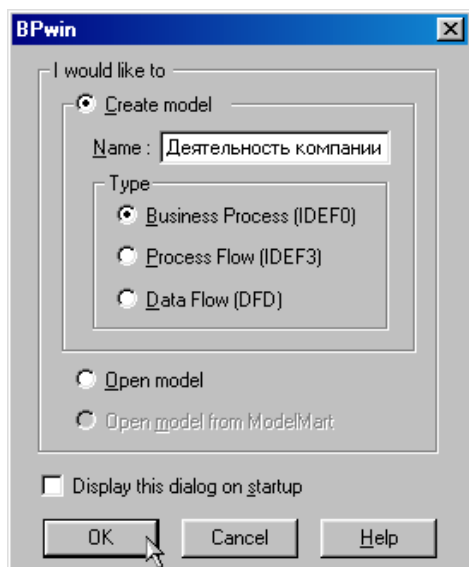 BPwin
I would like to
Create model
Name : Деятельность компании
Type
Business Process (IDEF0)
Process Flow (IDEF3)
Data Flow (DFD)
Open model
Open model from ModelMart
Display this dialog on startup
OK Cancel Help